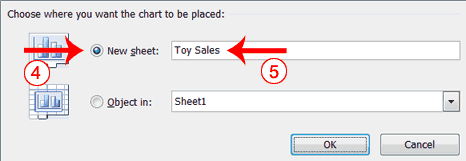 Choose where you want the chart to be placed:
4 New sheet: Toy Sales 5
Object in: Sheet1
OK Cancel